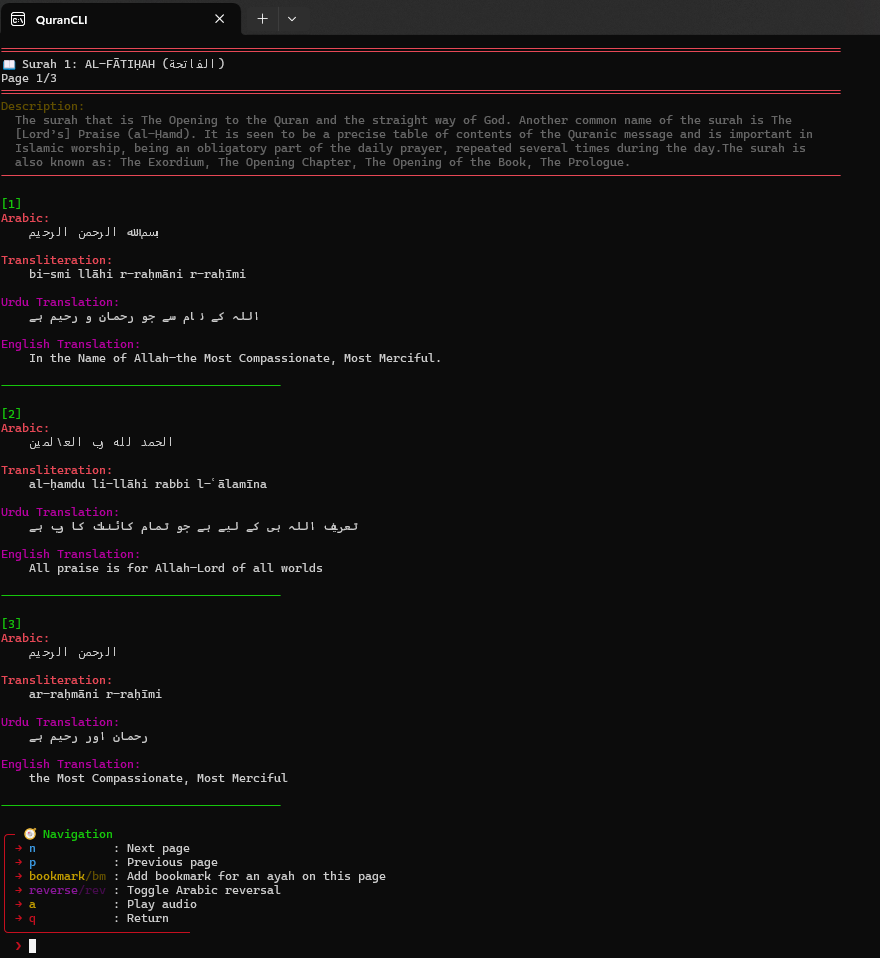 QuranCLI
📖 Surah 1: AL-FĀTIḤAH (الفاتحة)
Page 1/3
Description:
The surah that is The Opening to the Quran and the straight way of God. Another common name of the surah is The
[Lord's] Praise (al-Ḥamd). It is seen to be a precise table of contents of the Quranic message and is important in
Islamic worship, being an obligatory part of the daily prayer, repeated several times during the day.The surah is
also known as: The Exordium, The Opening Chapter, The Opening of the Book, The Prologue.
[1]
Arabic:
بسم الله الرحمن الرحيم
Transliteration:
bi-smi llāhi r-raḥmāni r-raḥīmi
Urdu Translation:
اللہ کے نام سے جو رحمان و رحیم ہے
English Translation:
In the Name of Allah—the Most Compassionate, Most Merciful.
[2]
Arabic:
الحمد لله رب العالمين
Transliteration:
al-ḥamdu li-llāhi rabbi l-ʿālamīna
Urdu Translation:
تعریف اللہ ہی کے لیے ہے جو تمام کائنات کا رب ہے
English Translation:
All praise is for Allah—Lord of all worlds
[3]
Arabic:
الرحمن الرحيم
Transliteration:
ar-raḥmāni r-raḥīmi
Urdu Translation:
رحمان اور رحیم ہے
English Translation:
the Most Compassionate, Most Merciful
🧭 Navigation
→ n : Next page
→ p : Previous page
→ bookmark/bm : Add bookmark for an ayah on this page
→ reverse/rev : Toggle Arabic reversal
→ a : Play audio
→ q : Return
❯